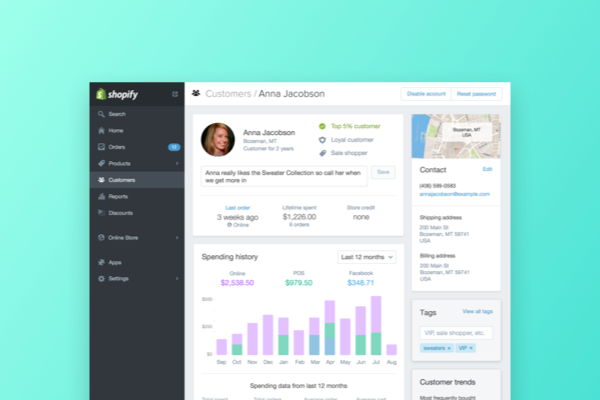 shopify
Search
Home
Orders
Products
Customers
Reports
Discounts
Online Store
Apps
Settings
Customers / Anna Jacobson
Disable account
Reset password
Anna Jacobson
Bozeman, MT
Customer for 2 years
Top 5% customer
Loyal customer
Sale shopper
Anna really likes the Sweater Collection so call her when
we get more in
Save
Last order
3 weeks ago
Online
Lifetime spent
$1,226.00
6 orders
Store credit
none
Spending history
Last 12 months
Online
$2,538.50
POS
$979.50
Facebook
$348.71
$500
$250
$0
Sep Oct Nov Dec Jan Feb Mar Apr May Jun Jul Aug
Spending data from last 12 months
Bozeman, MT
USA
Contact
Edit
(406) 599-0583
annajacobson@example.com
Shipping address
200 Main St
Bozeman, MT 59741
USA
Billing address
200 Main St
Bozeman, MT 59741
USA
Tags
View all tags
VIP, sale shopper, etc.
sweaters ×
VIP ×
Customer trends
Most frequently bought